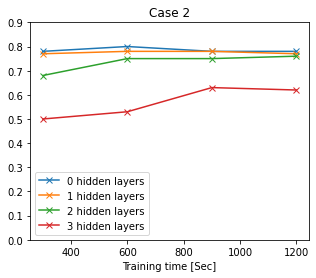 Case 2
0.9
0.8
0.7
0.6
0.5
0.4
0.3
0.2
0.1
0.0
0 hidden layers
1 hidden layers
2 hidden layers
3 hidden layers
400 600 800 1000 1200
Training time [Sec]